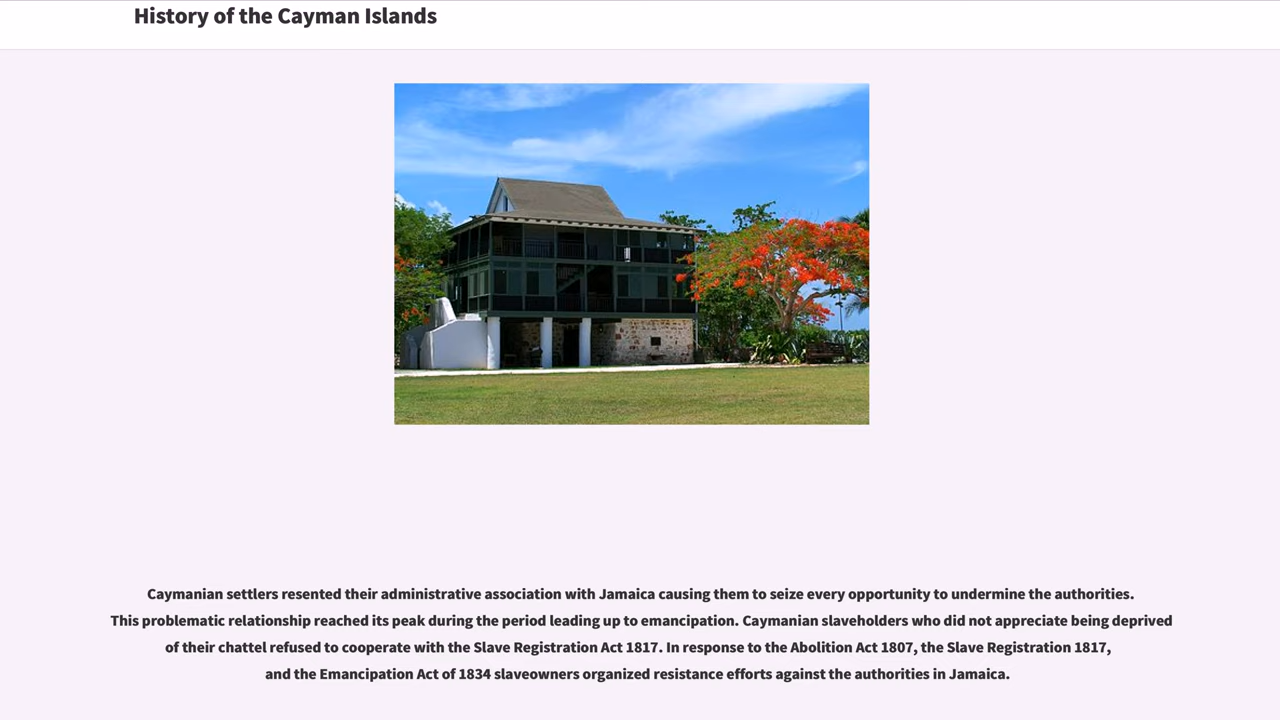 History of the Cayman Islands
Caymanian settlers resented their administrative association with Jamaica causing them to seize every opportunity to undermine the authorities.
This problematic relationship reached its peak during the period leading up to emancipation. Caymanian slaveholders who did not appreciate being deprived
of their chattel refused to cooperate with the Slave Registration Act 1817. In response to the Abolition Act 1807, the Slave Registration 1817,
and the Emancipation Act of 1834 slaveowners organized resistance efforts against the authorities in Jamaica.